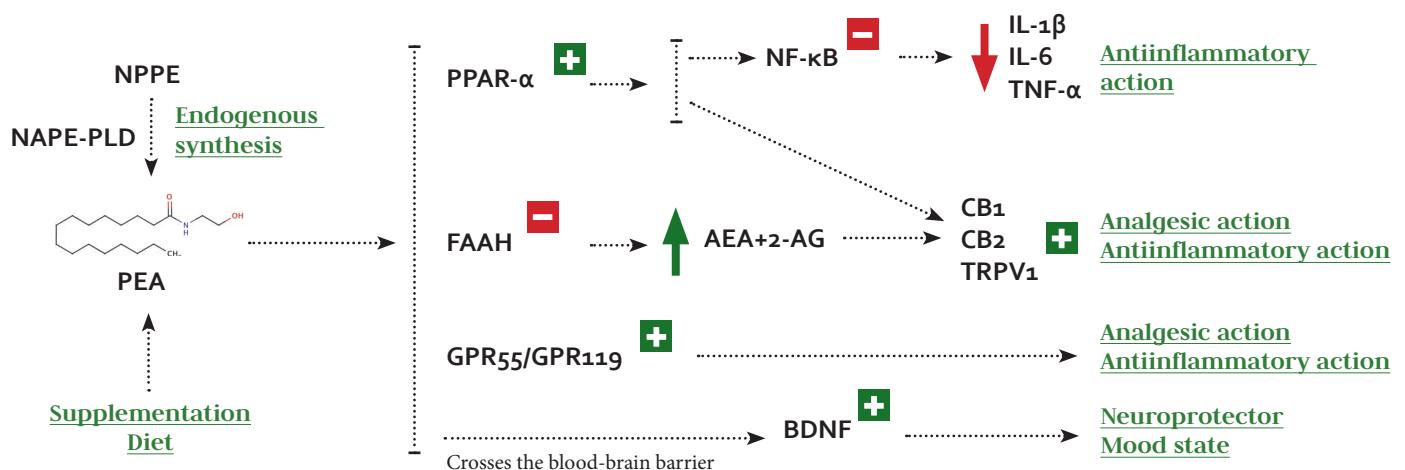 NPPE
NAPE-PLD
Endogenous
synthesis
O
N
H
OH
CH₃
PEA
Supplementation
Diet
PPAR-α
+
NF-κB
−
IL-1β
IL-6
TNF-α
Antiinflammatory
action
FAAH
−
AEA+2-AG
CB1
CB2
TRPV1
+
Analgesic action
Antiinflammatory action
GPR55/GPR119
+
Analgesic action
Antiinflammatory action
BDNF
+
Neuroprotector
Mood state
Crosses the blood-brain barrier